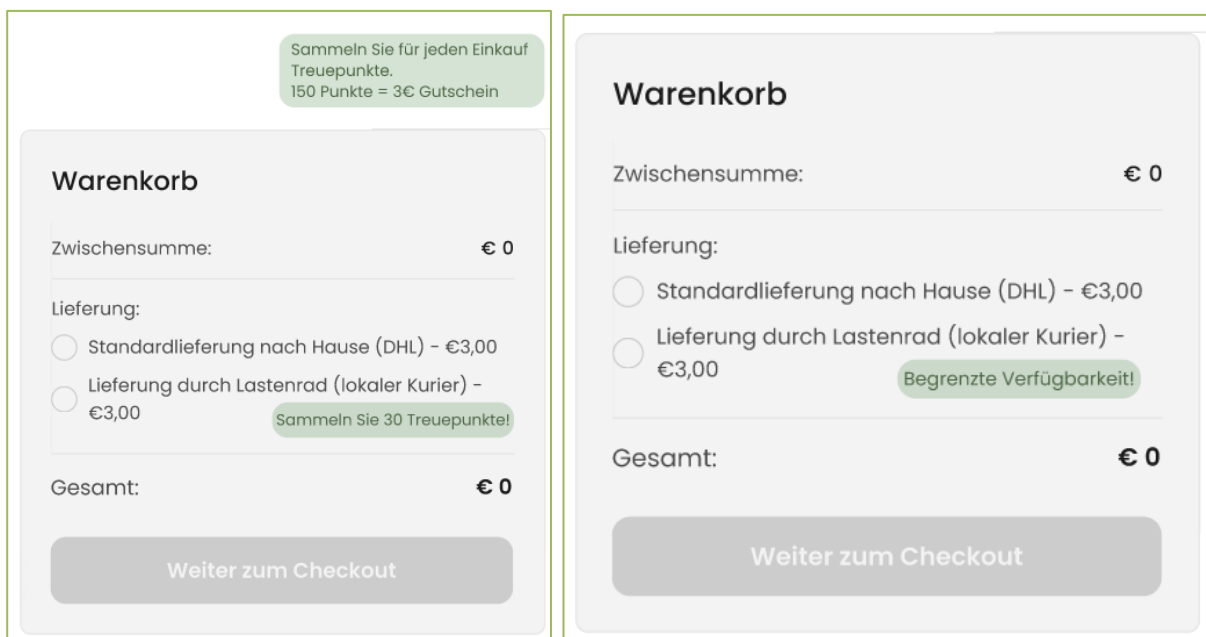 Sammeln Sie für jeden Einkauf
Treuepunkte.
150 Punkte = 3€ Gutschein
Warenkorb
Zwischensumme: € 0
Lieferung:
Standardlieferung nach Hause (DHL) - €3,00
Lieferung durch Lastenrad (lokaler Kurier) -
€3,00
Sammeln Sie 30 Treuepunkte!
Gesamt: € 0
Weiter zum Checkout
Warenkorb
Zwischensumme: € 0
Lieferung:
Standardlieferung nach Hause (DHL) - €3,00
Lieferung durch Lastenrad (lokaler Kurier) -
€3,00
Begrenzte Verfügbarkeit!
Gesamt: € 0
Weiter zum Checkout